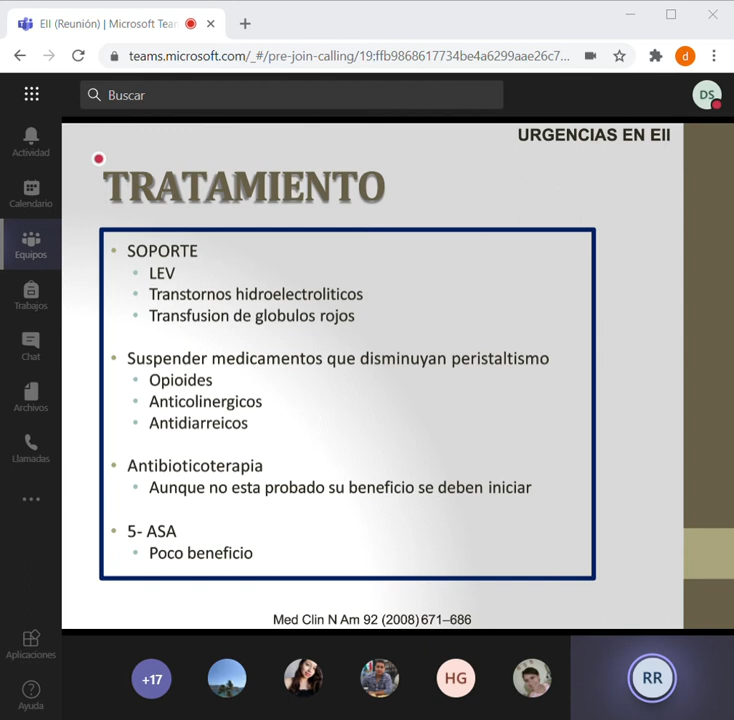 EII (Reunión) | Microsoft Tean
teams.microsoft.com/_#/pre-join-calling/19:ffb9868617734be4a6299aae26c7...
d
Buscar
DS
Actividad
Calendario
Equipos
Trabajos
Chat
Archivos
Llamadas
Aplicaciones
Ayuda
URGENCIAS EN EII
TRATAMIENTO
• SOPORTE
• LEV
• Transtornos hidroelectroliticos
• Transfusion de globulos rojos
• Suspender medicamentos que disminuyan peristaltismo
• Opioides
• Anticolinergicos
• Antidiarreicos
• Antibioticoterapia
• Aunque no esta probado su beneficio se deben iniciar
• 5- ASA
• Poco beneficio
Med Clin N Am 92 (2008) 671–686
+17
HG
RR